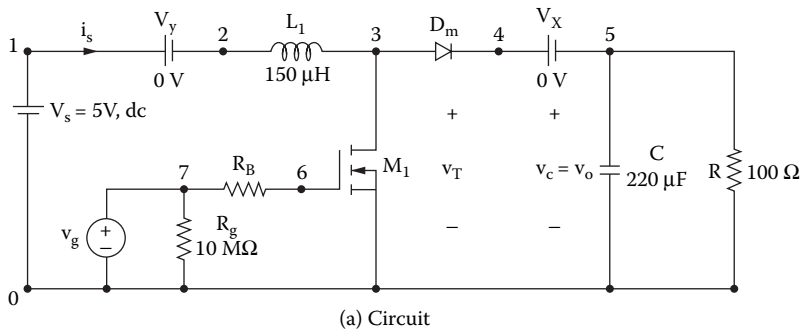 1
i_s
V_y
0 V
2
L_1
150 μH
3
D_m
4
V_X
0 V
5
V_s = 5V, dc
7
R_B
6
M_1
+
v_T
−
+
v_c = v_o
−
C
220 μF
R
100 Ω
v_g
+
−
R_g
10 MΩ
0
(a) Circuit